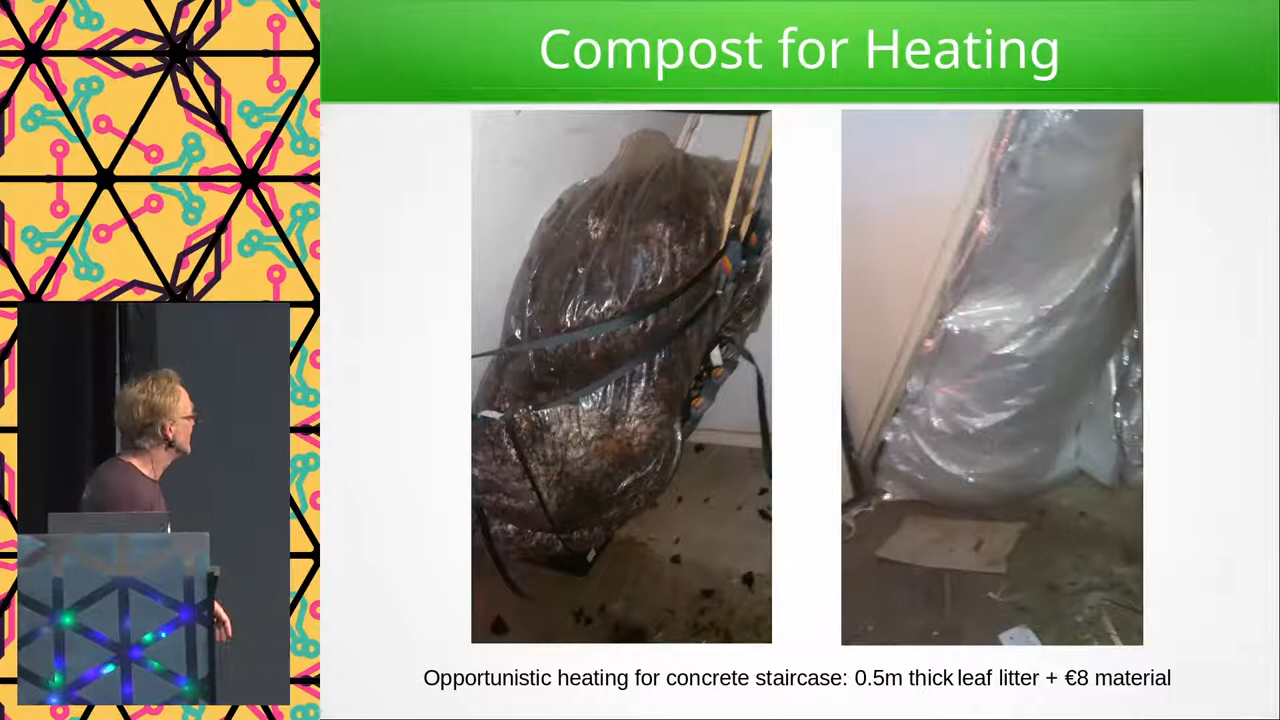 Compost for Heating
Opportunistic heating for concrete staircase: 0.5m thick leaf litter + €8 material